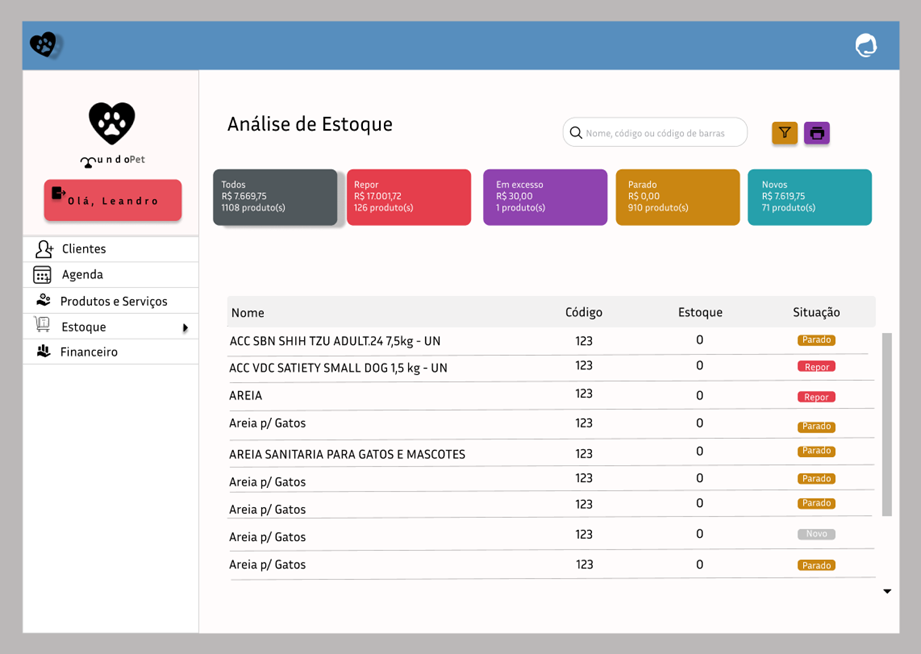 MundoPet
Olá, Leandro
Clientes
Agenda
Produtos e Serviços
Estoque
Financeiro
Análise de Estoque
Nome, código ou código de barras
Todos
R$ 7.669,75
1108 produto(s)
Repor
R$ 17.001,72
126 produto(s)
Em excesso
R$ 30,00
1 produto(s)
Parado
R$ 0,00
910 produto(s)
Novos
R$ 7.619,75
71 produto(s)
Nome Código Estoque Situação
ACC SBN SHIH TZU ADULT.24 7,5kg - UN 123 0 Parado
ACC VDC SATIETY SMALL DOG 1,5 kg - UN 123 0 Repor
AREIA 123 0 Repor
Areia p/ Gatos 123 0 Parado
AREIA SANITARIA PARA GATOS E MASCOTES 123 0 Parado
Areia p/ Gatos 123 0 Parado
Areia p/ Gatos 123 0 Parado
Areia p/ Gatos 123 0 Novo
Areia p/ Gatos 123 0 Parado